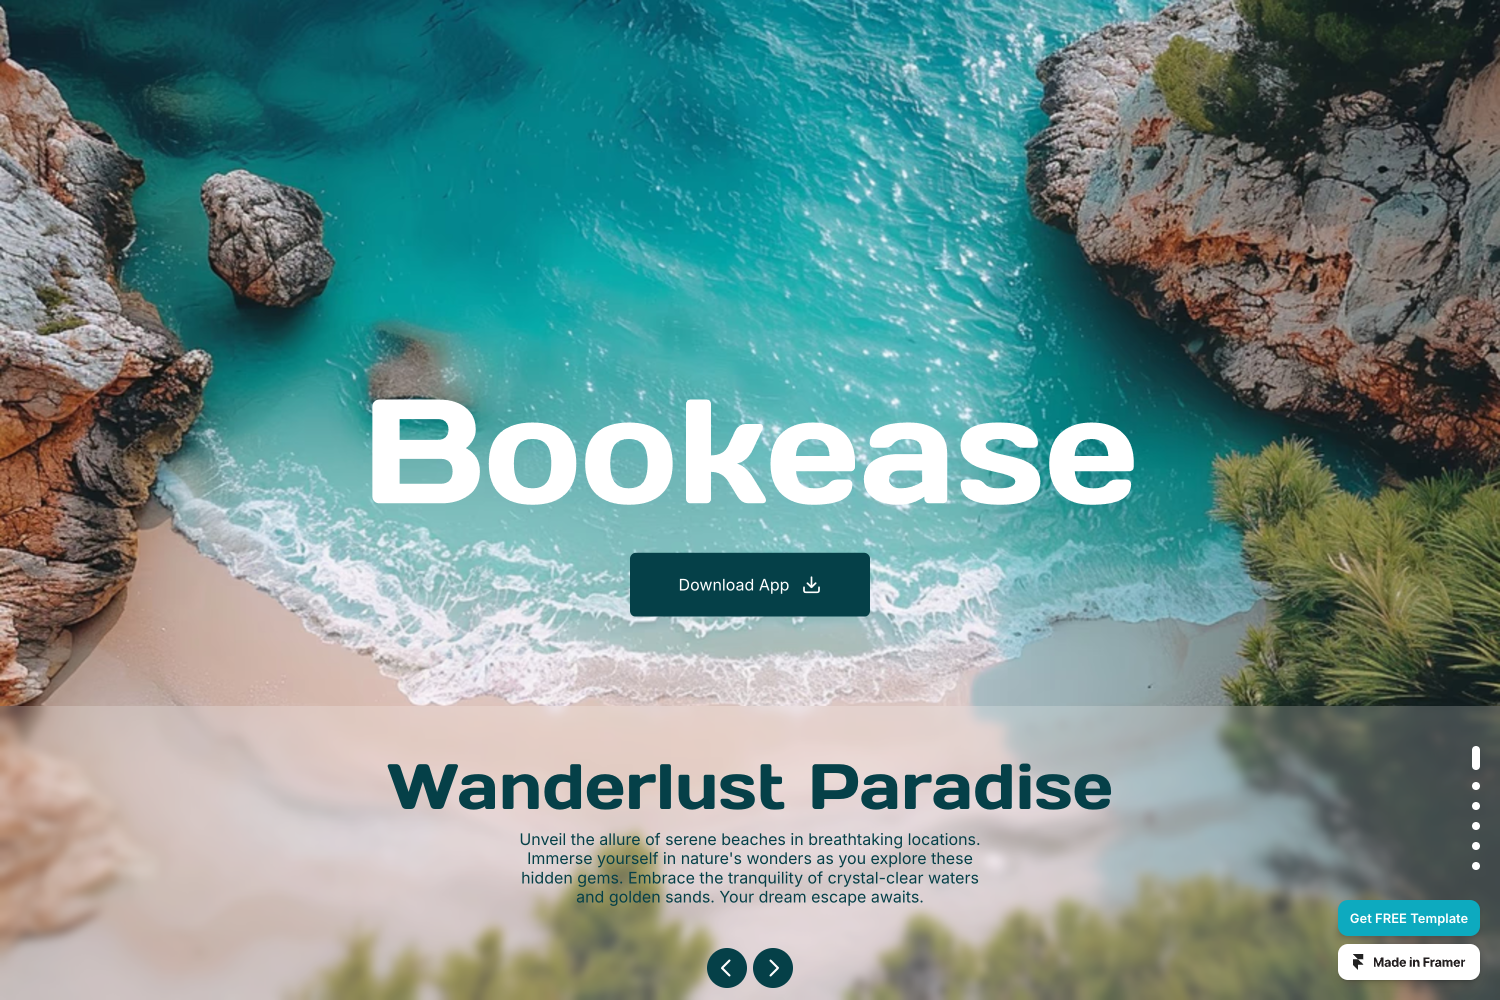 Bookease
Download App
Wanderlust Paradise
Unveil the allure of serene beaches in breathtaking locations.
Immerse yourself in nature's wonders as you explore these
hidden gems. Embrace the tranquility of crystal-clear waters
and golden sands. Your dream escape awaits.
Get FREE Template
Made in Framer